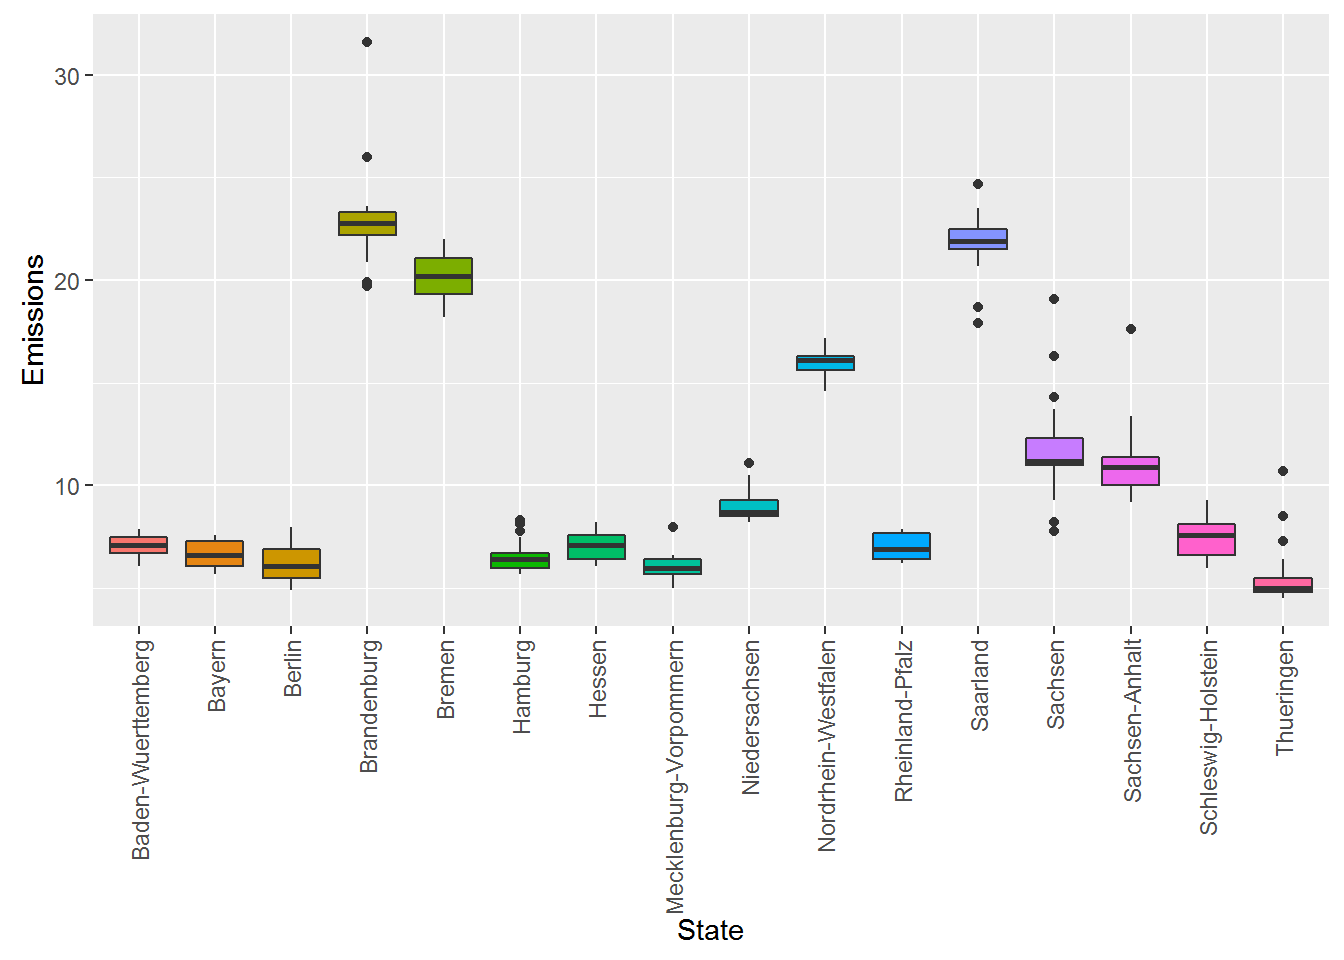 Emissions
30
20
10
Baden-Wuerttemberg
Bayern
Berlin
Brandenburg
Bremen
Hamburg
Hessen
Mecklenburg-Vorpommern
Niedersachsen
Nordrhein-Westfalen
Rheinland-Pfalz
Saarland
Sachsen
Sachsen-Anhalt
Schleswig-Holstein
Thueringen
State